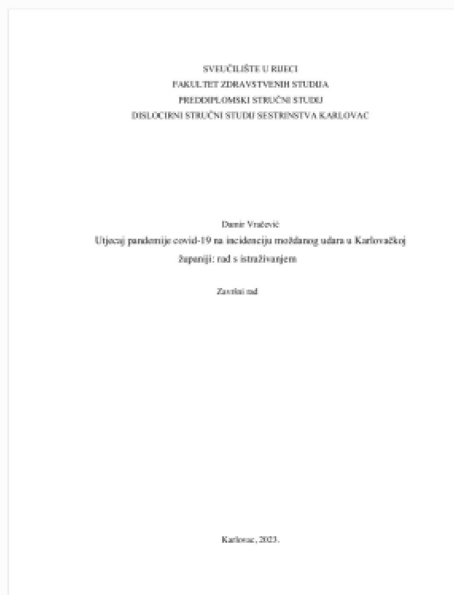 SVEUČILIŠTE U RIJECI
FAKULTET ZDRAVSTVENIH STUDIJA
PREDDIPLOMSKI STRUČNI STUDIJ
DISLOCIRNI STRUČNI STUDIJ SESTRINSTVA KARLOVAC
Damir Vračević
Utjecaj pandemije covid-19 na incidenciju moždanog udara u Karlovačkoj
županiji: rad s istraživanjem
Završni rad
Karlovac, 2023.